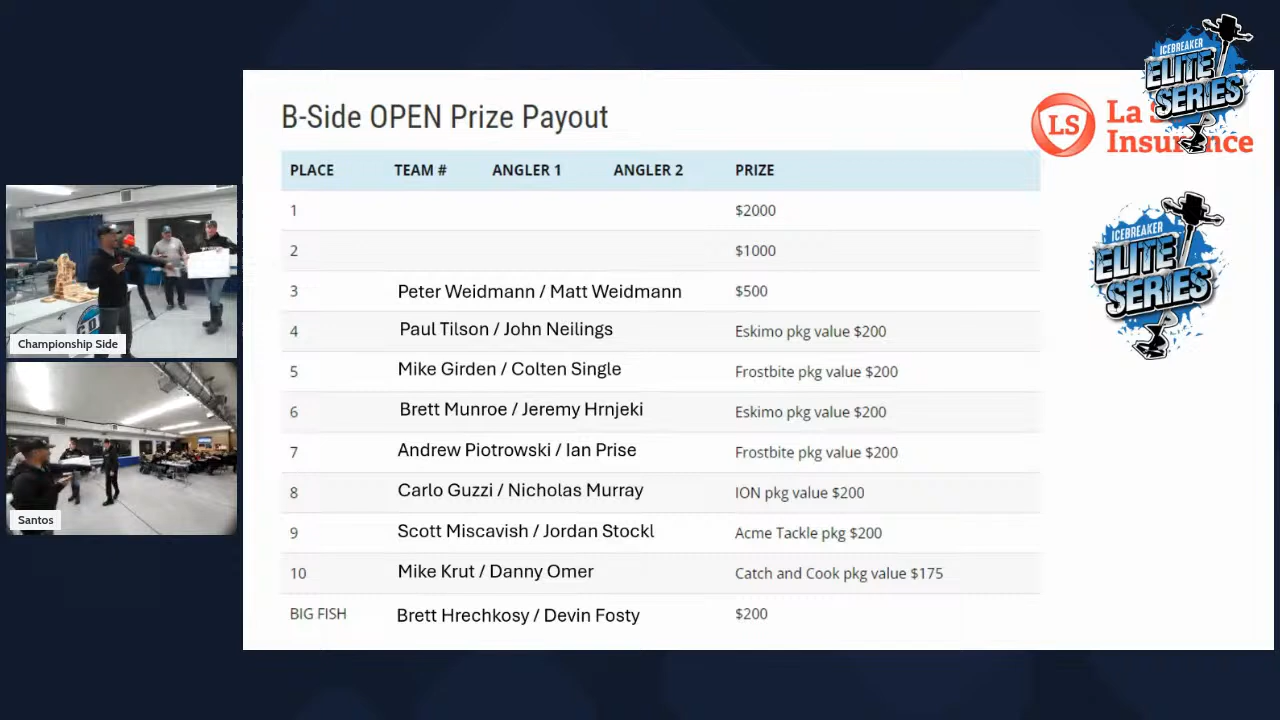 B-Side OPEN Prize Payout
LS
Insurance
ICEBREAKER
ELITE
SERIES
PLACE TEAM # ANGLER 1 ANGLER 2 PRIZE
1 $2000
2 $1000
3 Peter Weidmann / Matt Weidmann $500
4 Paul Tilson / John Neilings Eskimo pkg value $200
5 Mike Girden / Colten Single Frostbite pkg value $200
6 Brett Munroe / Jeremy Hrnjeki Eskimo pkg value $200
7 Andrew Piotrowski / Ian Prise Frostbite pkg value $200
8 Carlo Guzzi / Nicholas Murray ION pkg value $200
9 Scott Miscavish / Jordan Stockl Acme Tackle pkg $200
10 Mike Krut / Danny Omer Catch and Cook pkg value $175
BIG FISH Brett Hrechkosy / Devin Fosty $200
ICEBREAKER
ELITE
SERIES
Championship Side
Santos